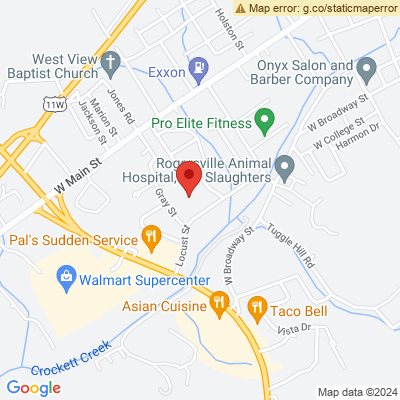 Map error: g.co/staticmaperror
Holston St
West View
Baptist Church
Exxon
Onyx Salon and
Barber Company
11W
Marion St
Jones Rd
Jackson St
W Broadway St
W College St
Harmon Dr
Pro Elite Fitness
W Main St
Rogersville Animal
Hospital, Slaughters
Gray St
Locust St
Pal's Sudden Service
W Broadway St
Tuggle Hill Rd
Walmart Supercenter
Asian Cuisine
Taco Bell
Vista Dr
Crockett Creek
Google
Map data ©2024